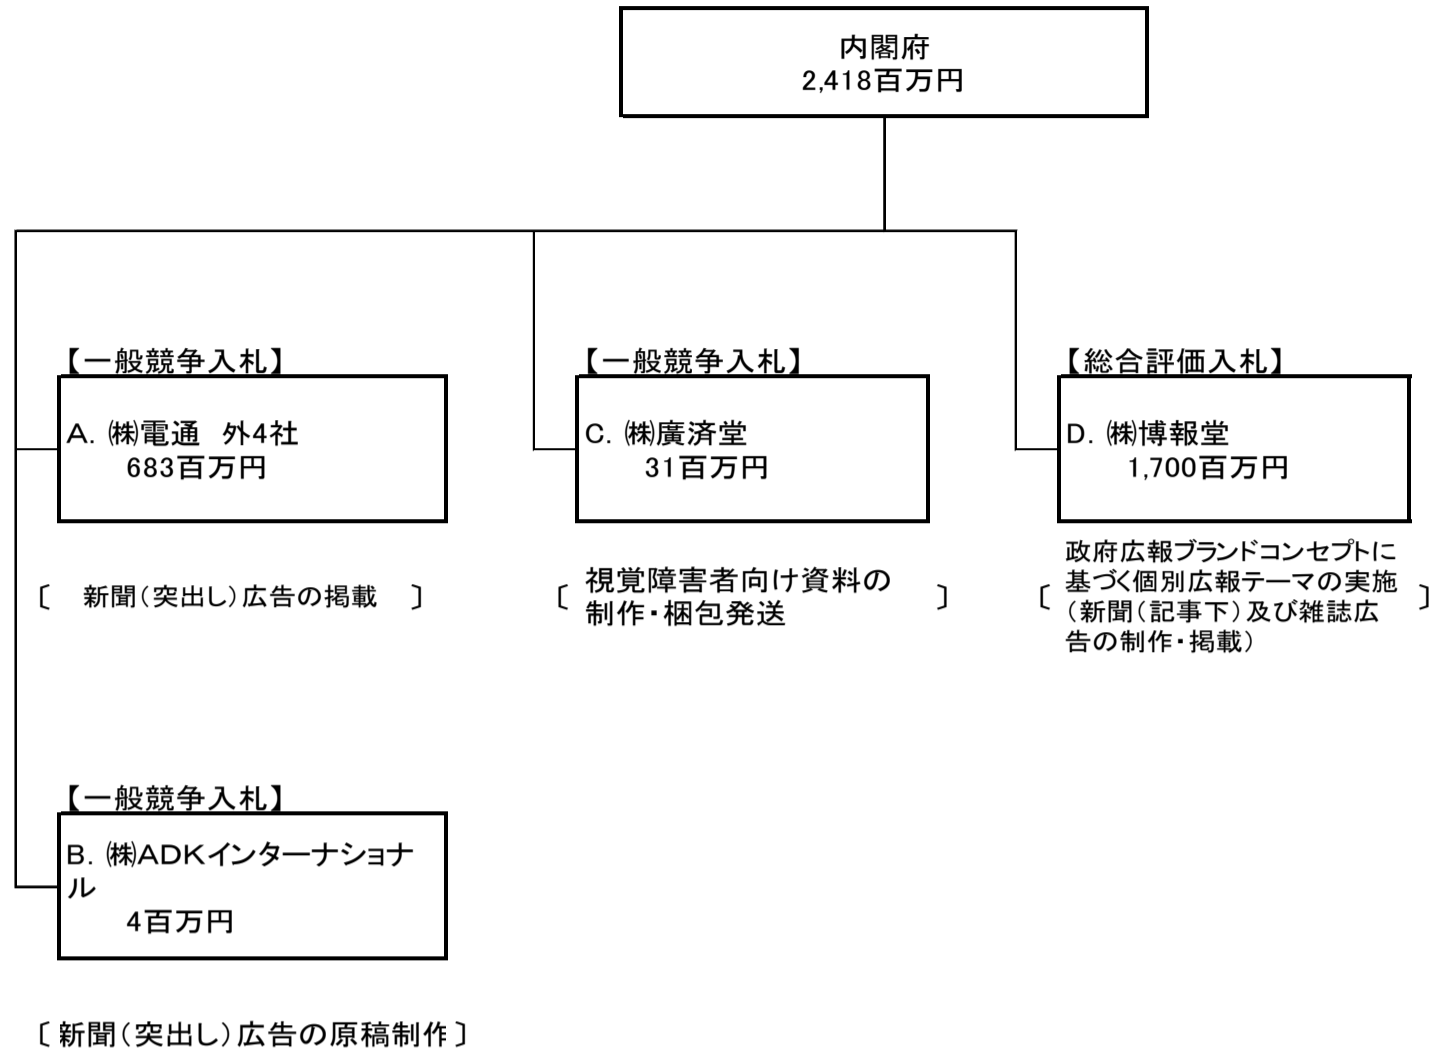 内閣府
2,418百万円
【一般競争入札】
A. ㈱電通　外4社
683百万円
〔　新聞（突出し）広告の掲載　〕
【一般競争入札】
B. ㈱ADKインターナショナ
ル
4百万円
〔新聞（突出し）広告の原稿制作〕
【一般競争入札】
C. ㈱廣済堂
31百万円
〔 視覚障害者向け資料の
制作・梱包発送 〕
【総合評価入札】
D. ㈱博報堂
1,700百万円
〔 政府広報ブランドコンセプトに
基づく個別広報テーマの実施
（新聞（記事下）及び雑誌広
告の制作・掲載） 〕